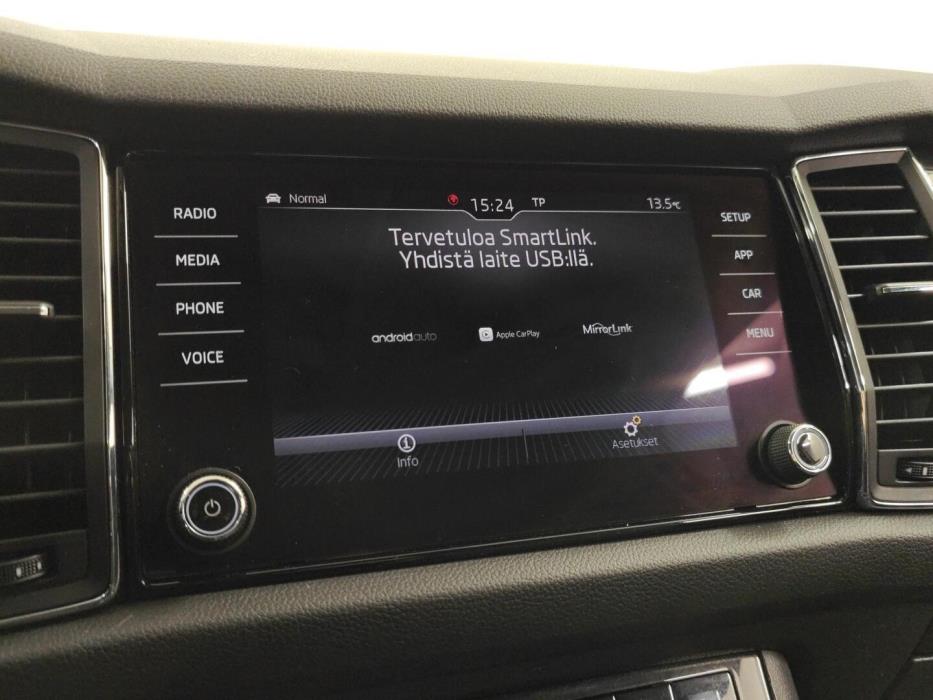 Normal
15:24 TP
13.5°C
RADIO
MEDIA
PHONE
VOICE
Tervetuloa SmartLink.
Yhdistä laite USB:llä.
androidauto
Apple CarPlay
MirrorLink
Info
Asetukset
SETUP
APP
CAR
MENU